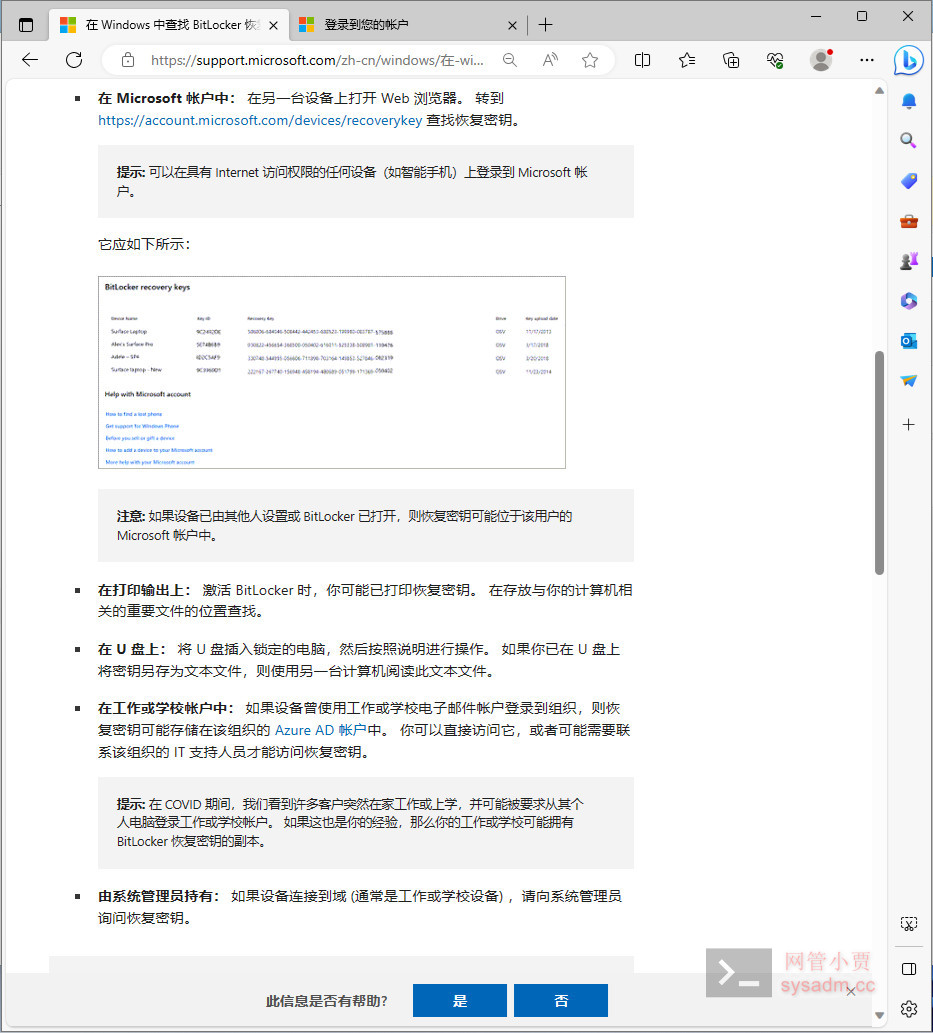 在 Windows 中查找 BitLocker 恢
登录到您的帐户
https://support.microsoft.com/zh-cn/windows/在-wi...
在 Microsoft 帐户中： 在另一台设备上打开 Web 浏览器。 转到
https://account.microsoft.com/devices/recoverykey 查找恢复密钥。
提示: 可以在具有 Internet 访问权限的任何设备（如智能手机）上登录到 Microsoft 帐
户。
它应如下所示：
BitLocker recovery keys
Device Name Key ID Recovery Key Drive Key upload date
Surface Laptop OSV
Alex's Surface Pro OSV
OSV
Surface laptop - New OSV
Help with Microsoft account
How to find a lost phone
Get support for Windows Phone
Before you sell or gift a device
How to add a device to your Microsoft account
More help with your Microsoft account
注意: 如果设备已由其他人设置或 BitLocker 已打开，则恢复密钥可能位于该用户的
Microsoft 帐户中。
在打印输出上： 激活 BitLocker 时，你可能已打印恢复密钥。 在存放与你的计算机相
关的重要文件的位置查找。
在 U 盘上： 将 U 盘插入锁定的电脑，然后按照说明进行操作。 如果你已在 U 盘上
将密钥另存为文本文件，则使用另一台计算机阅读此文本文件。
在工作或学校帐户中： 如果设备曾使用工作或学校电子邮件帐户登录到组织，则恢
复密钥可能存储在该组织的 Azure AD 帐户中。 你可以直接访问它，或者可能需要联
系该组织的 IT 支持人员才能访问恢复密钥。
提示: 在 COVID 期间，我们看到许多客户突然在家工作或上学，并可能被要求从其个
人电脑登录工作或学校帐户。 如果这也是你的经验，那么你的工作或学校可能拥有
BitLocker 恢复密钥的副本。
由系统管理员持有： 如果设备连接到域 (通常是工作或学校设备) ，请向系统管理员
询问恢复密钥。
网管小贾
sysadm.cc
此信息是否有帮助?
是
否